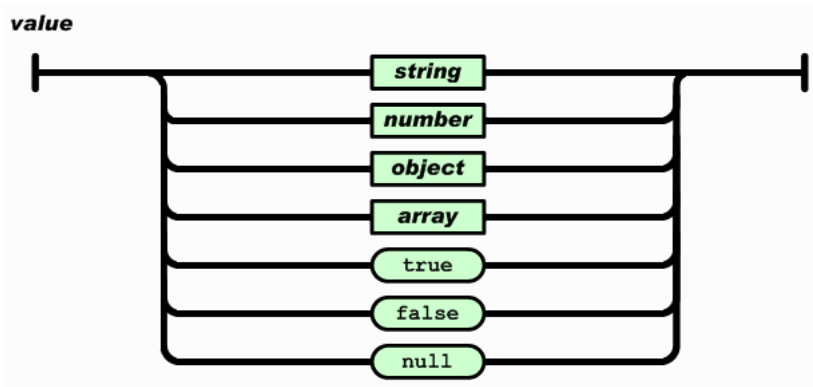 value
string
number
object
array
true
false
null